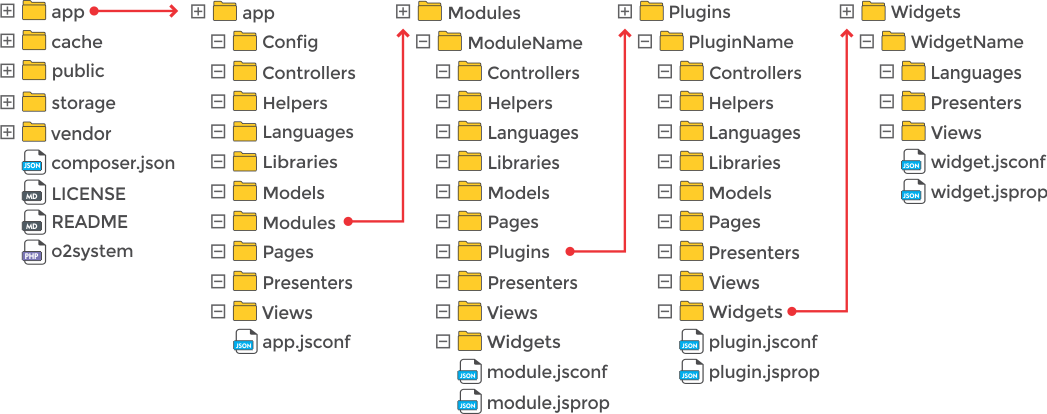 app
cache
public
storage
vendor
JSON composer.json
MD LICENSE
MD README
PHP o2system
app
Config
Controllers
Helpers
Languages
Libraries
Models
Modules
Pages
Presenters
Views
JSON app.jsconf
Modules
ModuleName
Controllers
Helpers
Languages
Libraries
Models
Pages
Plugins
Presenters
Views
Widgets
JSON module.jsconf
JSON module.jsprop
Plugins
PluginName
Controllers
Helpers
Languages
Libraries
Models
Pages
Presenters
Views
Widgets
JSON plugin.jsconf
JSON plugin.jsprop
Widgets
WidgetName
Languages
Presenters
Views
JSON widget.jsconf
JSON widget.jsprop